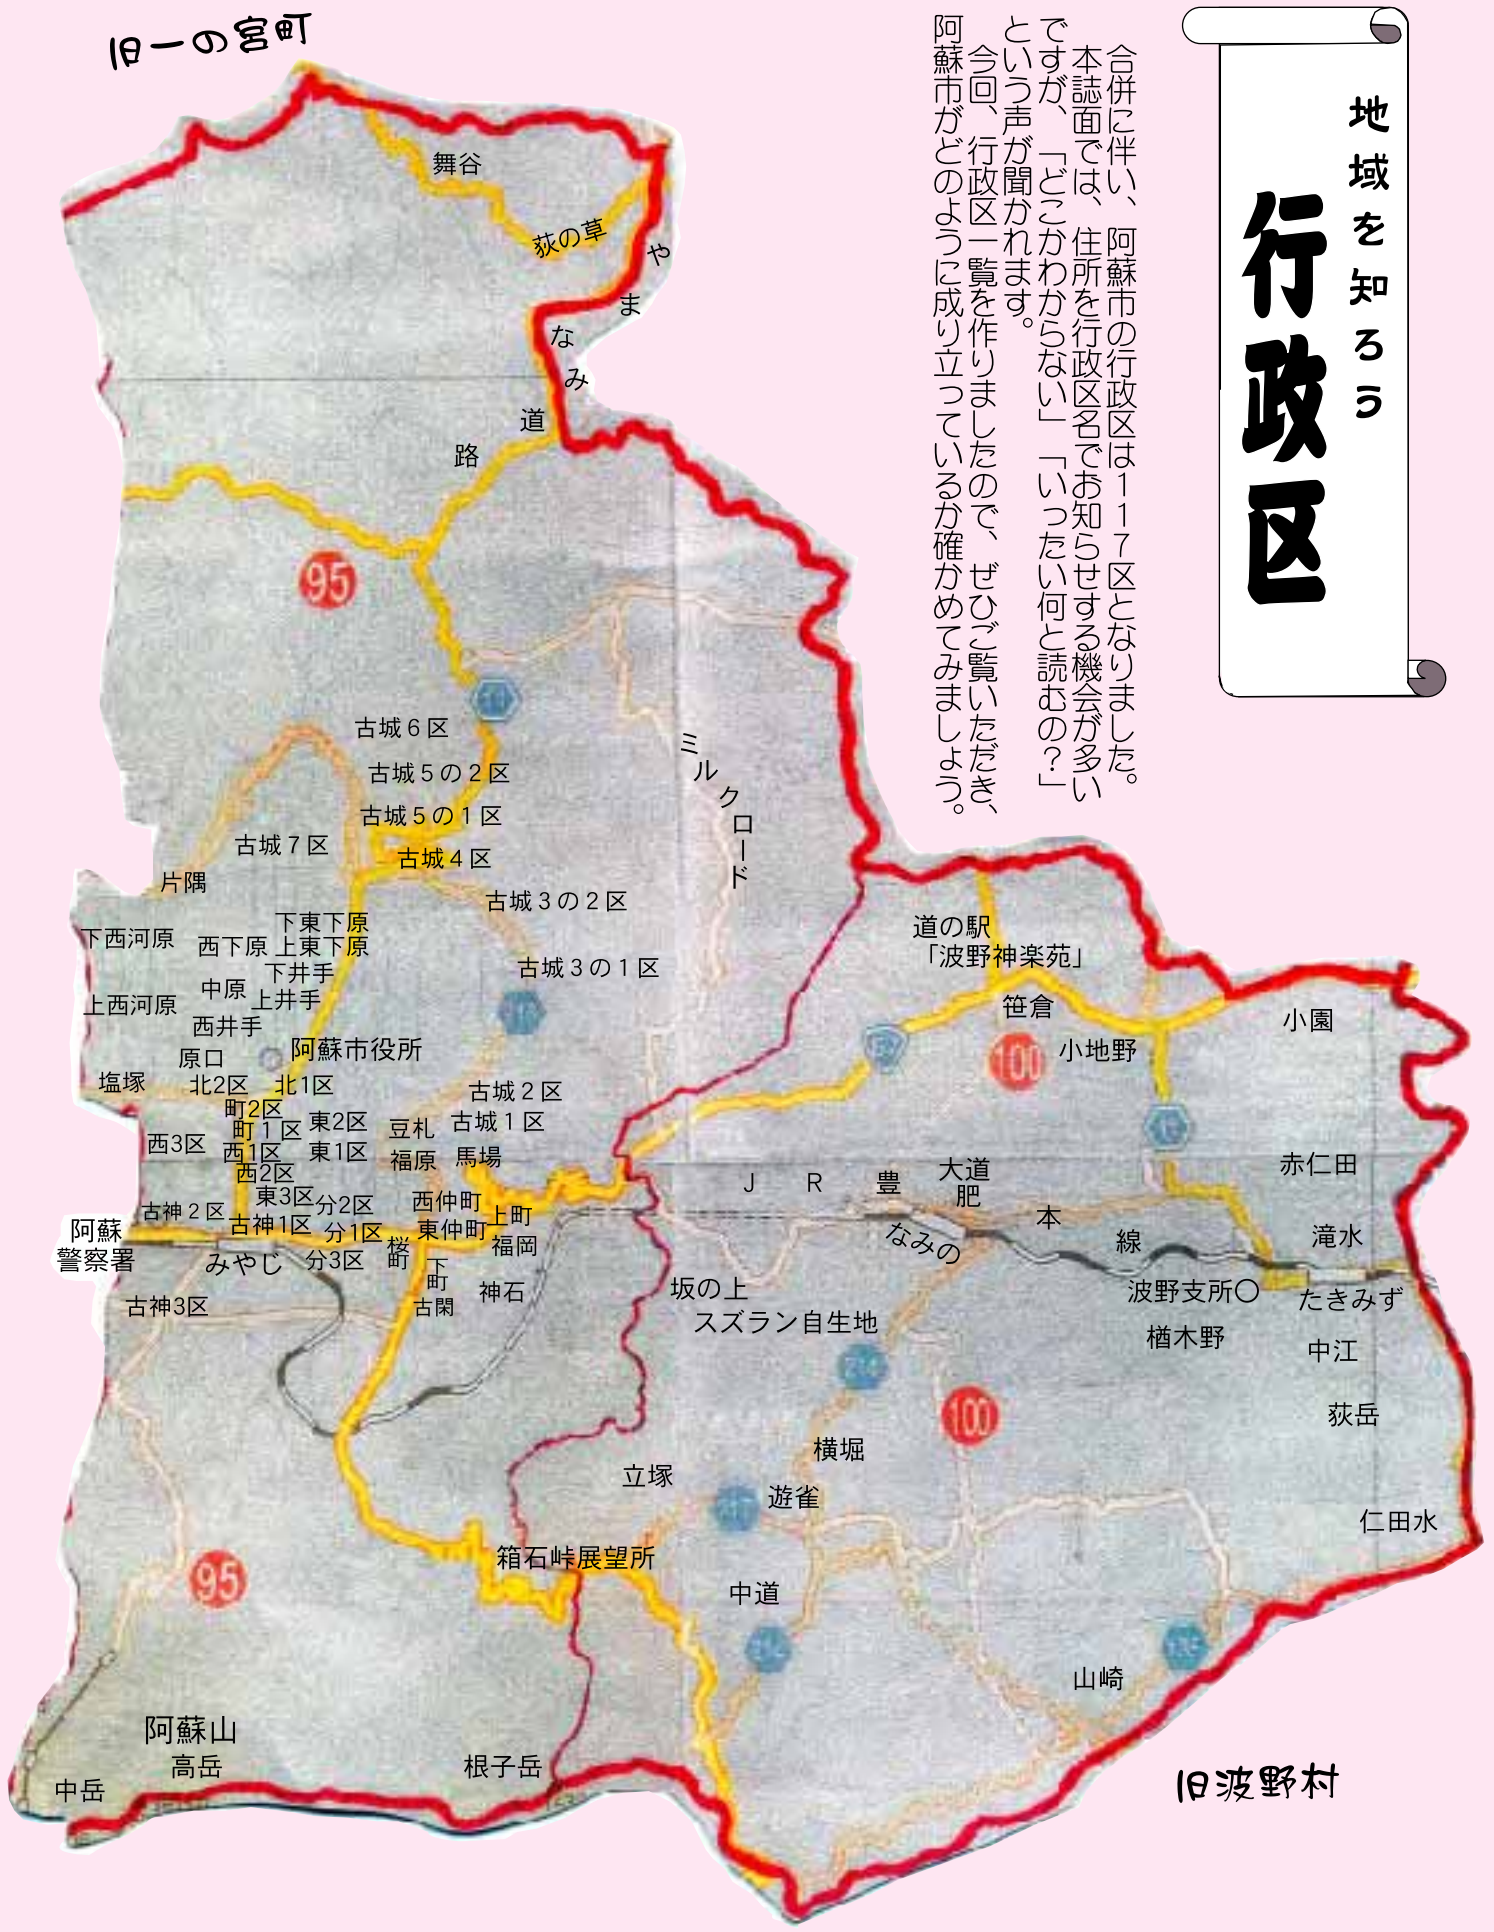 地域を知ろう
行政区
合併に伴い、阿蘇市の行政区は１１７区となりました。
本誌面では、住所を行政区名でお知らせする機会が多い
ですが、「どこかわからない」「いったい何と読むの？」
という声が聞かれます。
今回、行政区一覧を作りましたので、ぜひご覧いただき、
阿蘇市がどのように成り立っているか確かめてみましょう。
旧一の宮町
舞谷
荻の草
やまなみ道路
95
古城６区
古城５の２区
古城５の１区
古城７区
古城４区
片隅
古城３の２区
ミルクロード
下東下原
下西河原
西下原
上東下原
古城３の１区
下井手
中原
上井手
上西河原
西井手
阿蘇市役所
原口
塩塚
北2区
北1区
古城２区
町2区
町１区
東2区
豆札
古城１区
西3区
西1区
東1区
福原
馬場
西2区
東3区
分2区
西仲町
上町
古神２区
古神1区
分1区
東仲町
桜町
福岡
阿蘇
警察署
みやじ
分3区
下町
神石
古神3区
古閑
道の駅
「波野神楽苑」
笹倉
100
小地野
小園
ＪＲ豊肥本線
大道
赤仁田
なみの
滝水
坂の上
波野支所〇
たきみず
スズラン自生地
楢木野
中江
100
荻岳
横堀
立塚
遊雀
仁田水
箱石峠展望所
95
中道
山崎
阿蘇山
高岳
中岳
根子岳
旧波野村